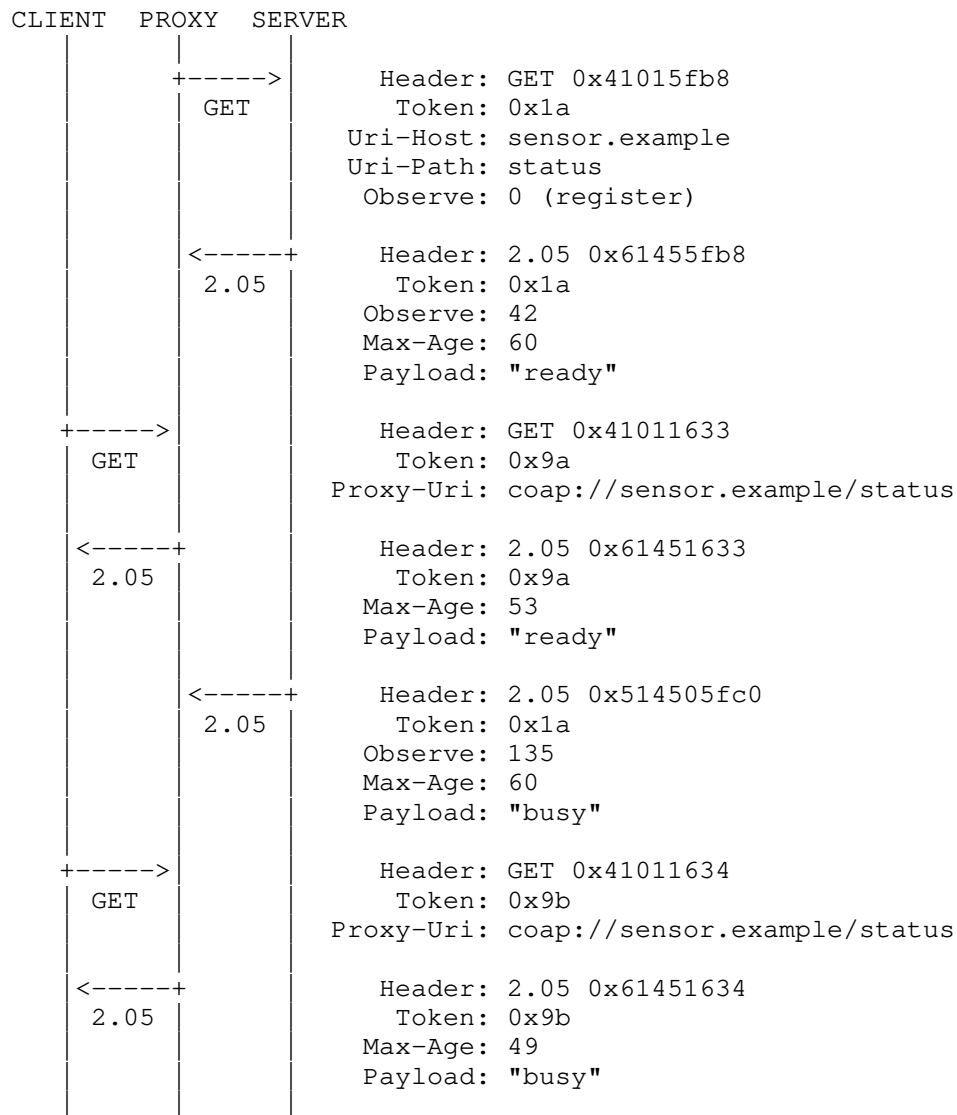 CLIENT PROXY SERVER
+-----> Header: GET 0x41015fb8
GET Token: 0x1a
Uri-Host: sensor.example
Uri-Path: status
Observe: 0 (register)
<-----+ Header: 2.05 0x61455fb8
2.05 Token: 0x1a
Observe: 42
Max-Age: 60
Payload: "ready"
+-----> Header: GET 0x41011633
GET Token: 0x9a
Proxy-Uri: coap://sensor.example/status
<-----+ Header: 2.05 0x61451633
2.05 Token: 0x9a
Max-Age: 53
Payload: "ready"
<-----+ Header: 2.05 0x514505fc0
2.05 Token: 0x1a
Observe: 135
Max-Age: 60
Payload: "busy"
+-----> Header: GET 0x41011634
GET Token: 0x9b
Proxy-Uri: coap://sensor.example/status
<-----+ Header: 2.05 0x61451634
2.05 Token: 0x9b
Max-Age: 49
Payload: "busy"